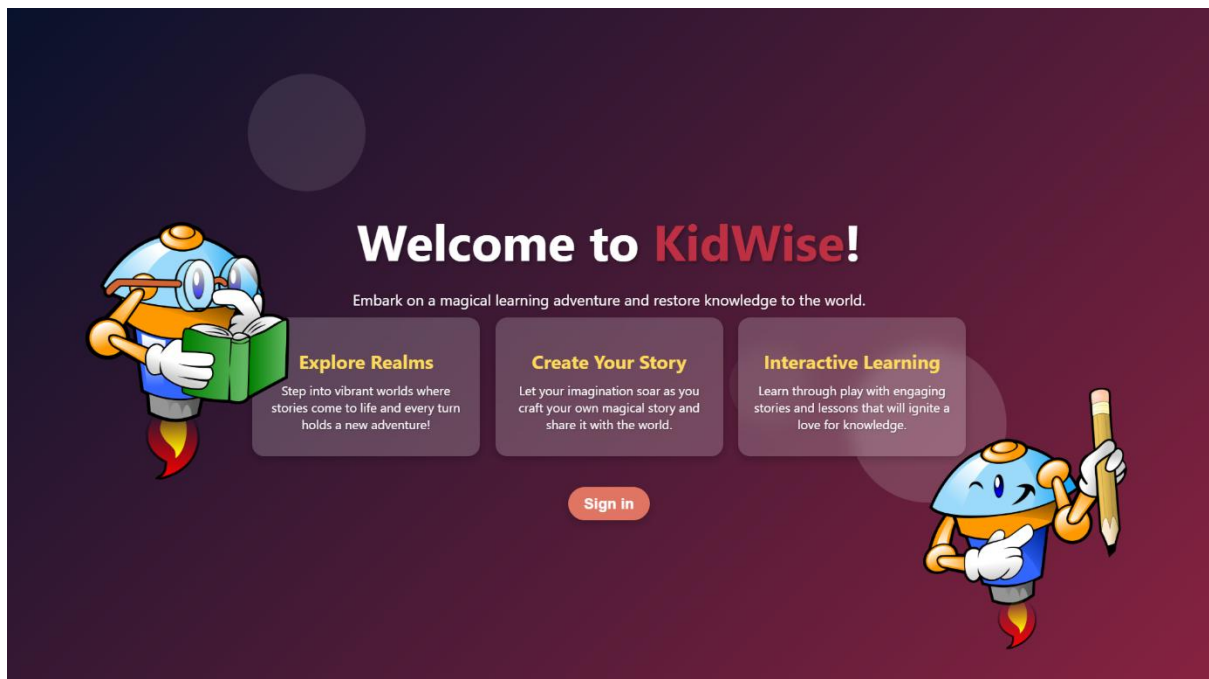 Welcome to KidWise!
Embark on a magical learning adventure and restore knowledge to the world.
Explore Realms
Step into vibrant worlds where
stories come to life and every turn
holds a new adventure!
Create Your Story
Let your imagination soar as you
craft your own magical story and
share it with the world.
Interactive Learning
Learn through play with engaging
stories and lessons that will ignite a
love for knowledge.
Sign in